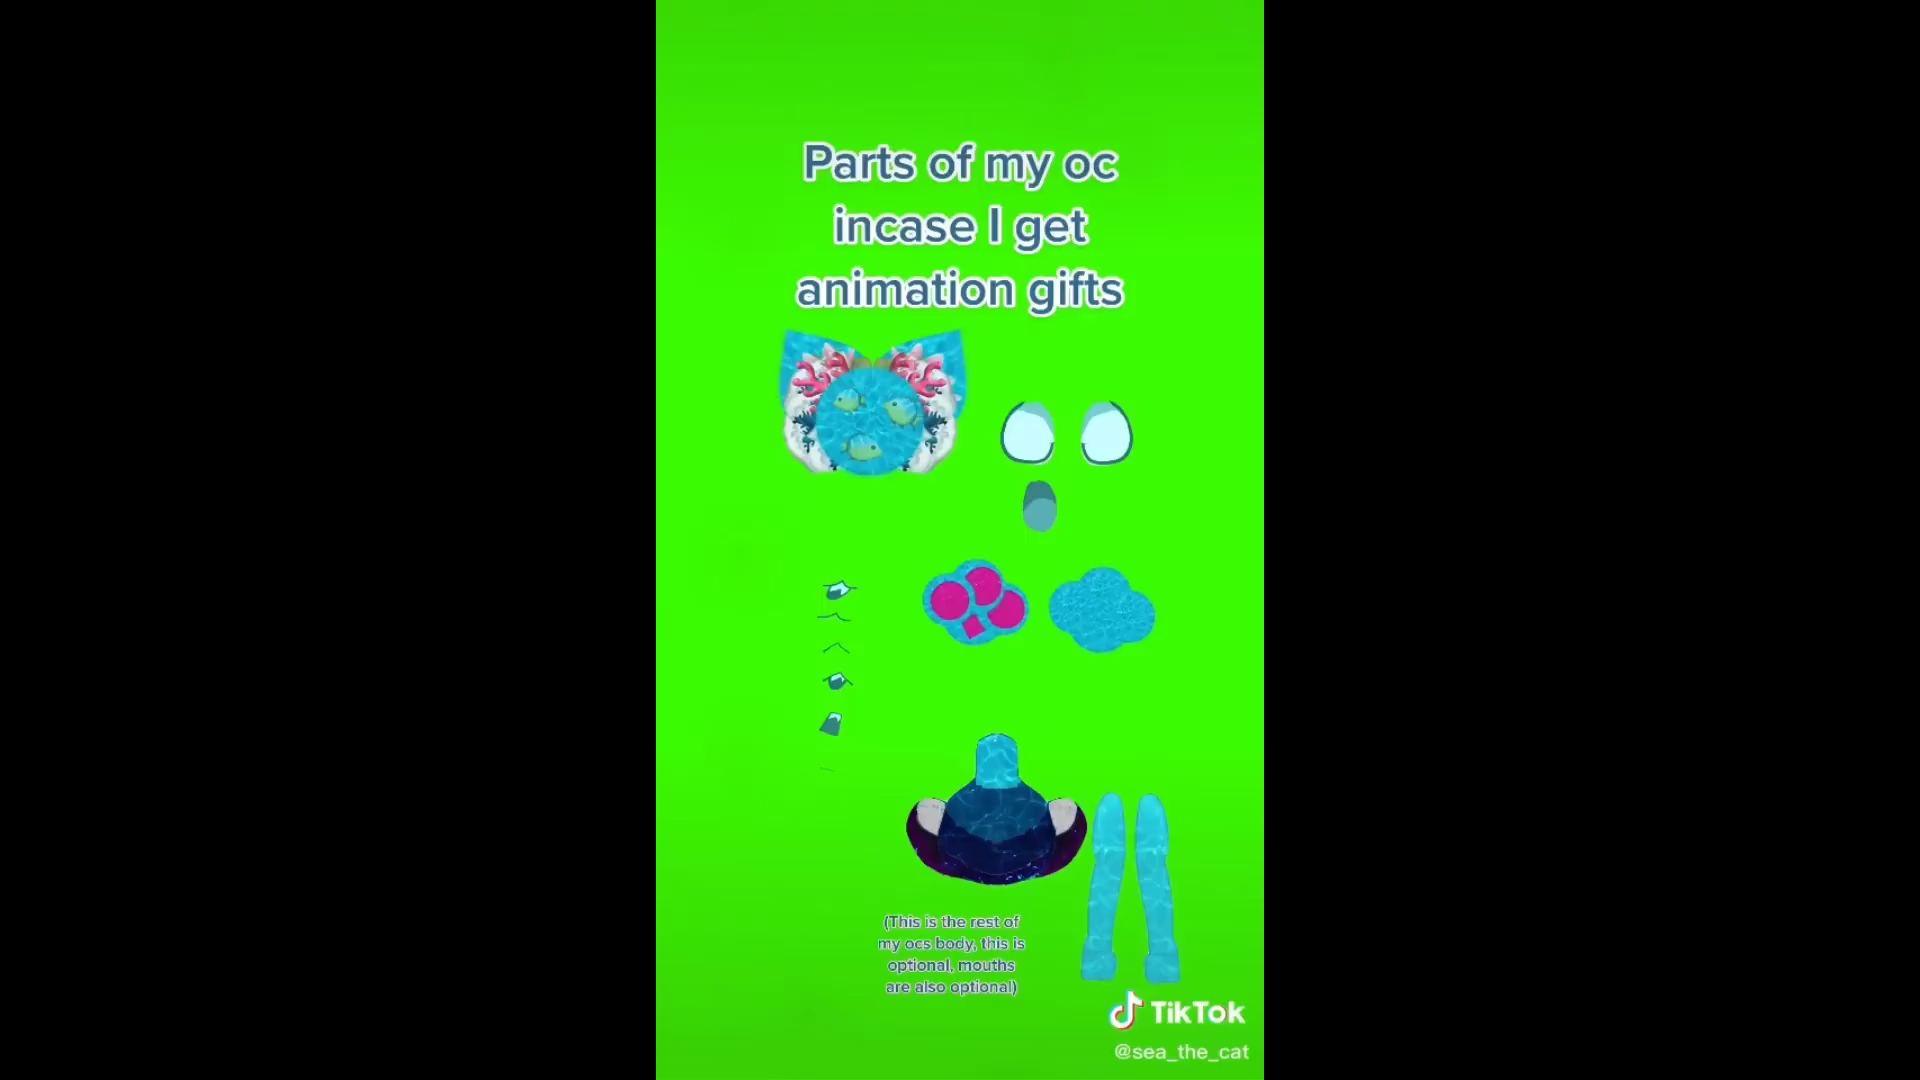 Parts of my oc
incase I get
animation gifts
(This is the rest of
my ocs body, this is
optional, mouths
are also optional)
TikTok
@sea_the_cat